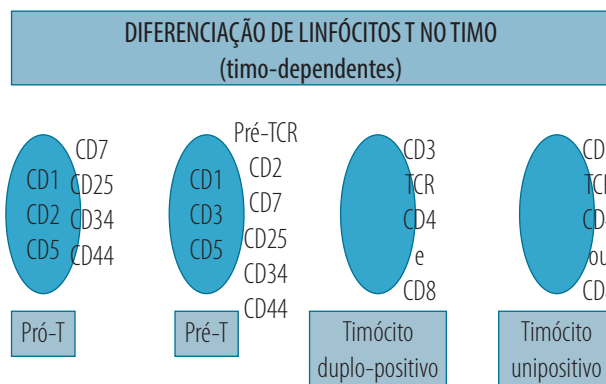 DIFERENCIAÇÃO DE LINFÓCITOS T NO TIMO
(timo-dependentes)
CD1
CD2
CD5
CD7
CD25
CD34
CD44
Pró-T
CD1
CD3
CD5
Pré-TCR
CD2
CD7
CD25
CD34
CD44
Pré-T
CD3
TCR
CD4
e
CD8
Timócito
duplo-positivo
Timócito
unipositivo